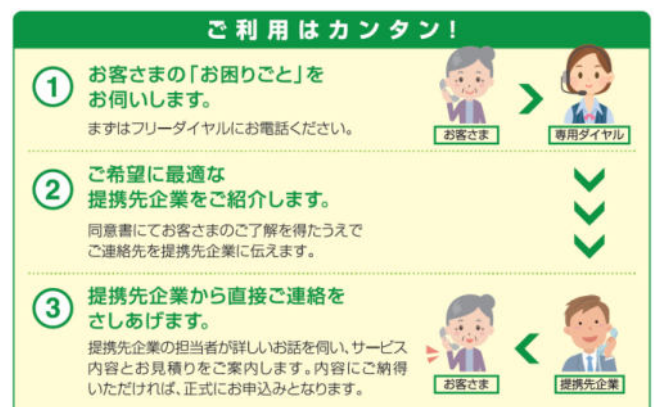 ご利用はカンタン!
1
お客さまの「お困りごと」を
お伺いします。
まずはフリーダイヤルにお電話ください。
お客さま
専用ダイヤル
2
ご希望に最適な
提携先企業をご紹介します。
同意書にてお客さまのご了解を得たうえで
ご連絡先を提携先企業に伝えます。
3
提携先企業から直接ご連絡を
さしあげます。
提携先企業の担当者が詳しいお話を伺い、サービス
内容とお見積りをご案内します。内容にご納得
いただければ、正式にお申込みとなります。
お客さま
提携先企業